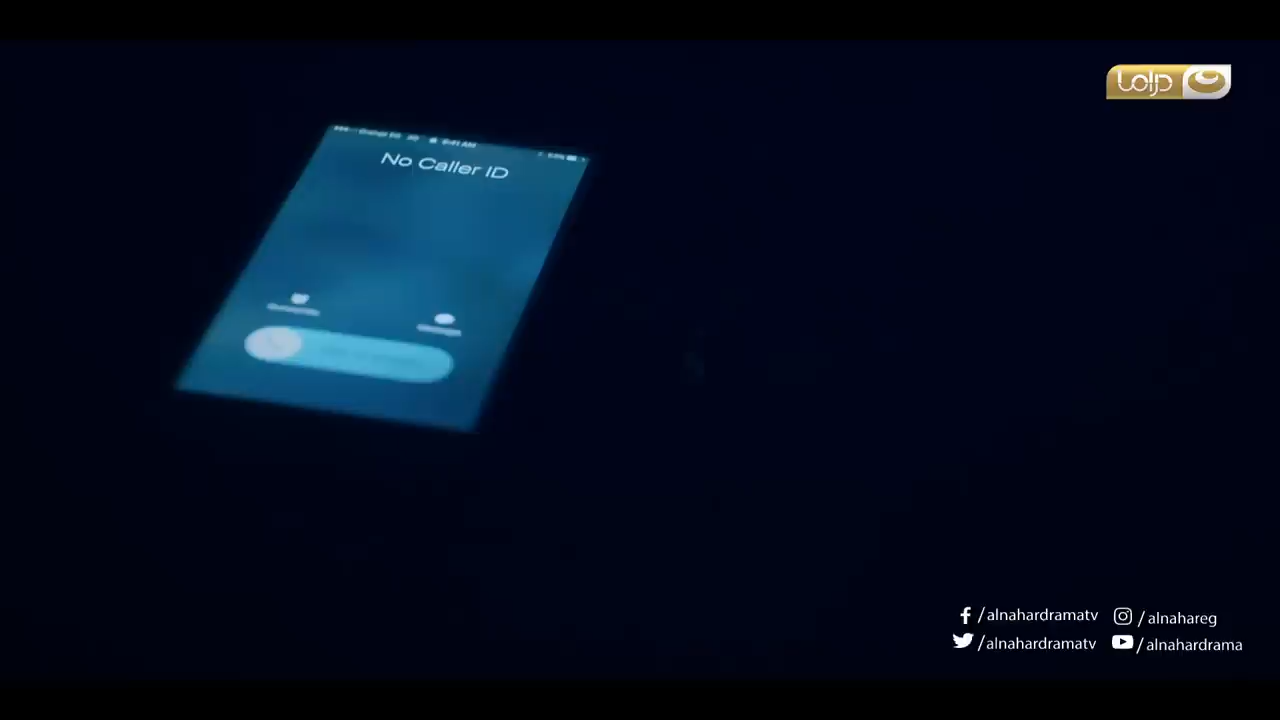 دراما
No Caller ID
/alnahardramatv
/alnahareg
/alnahardramatv
/alnahardrama